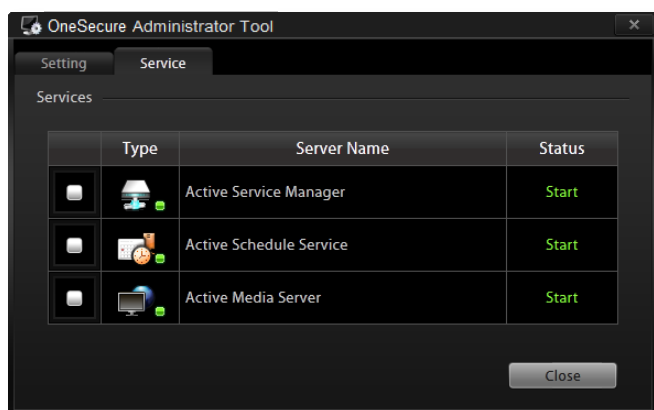 OneSecure Administrator Tool
Setting Service
Services
Type Server Name Status
Active Service Manager Start
Active Schedule Service Start
Active Media Server Start
Close